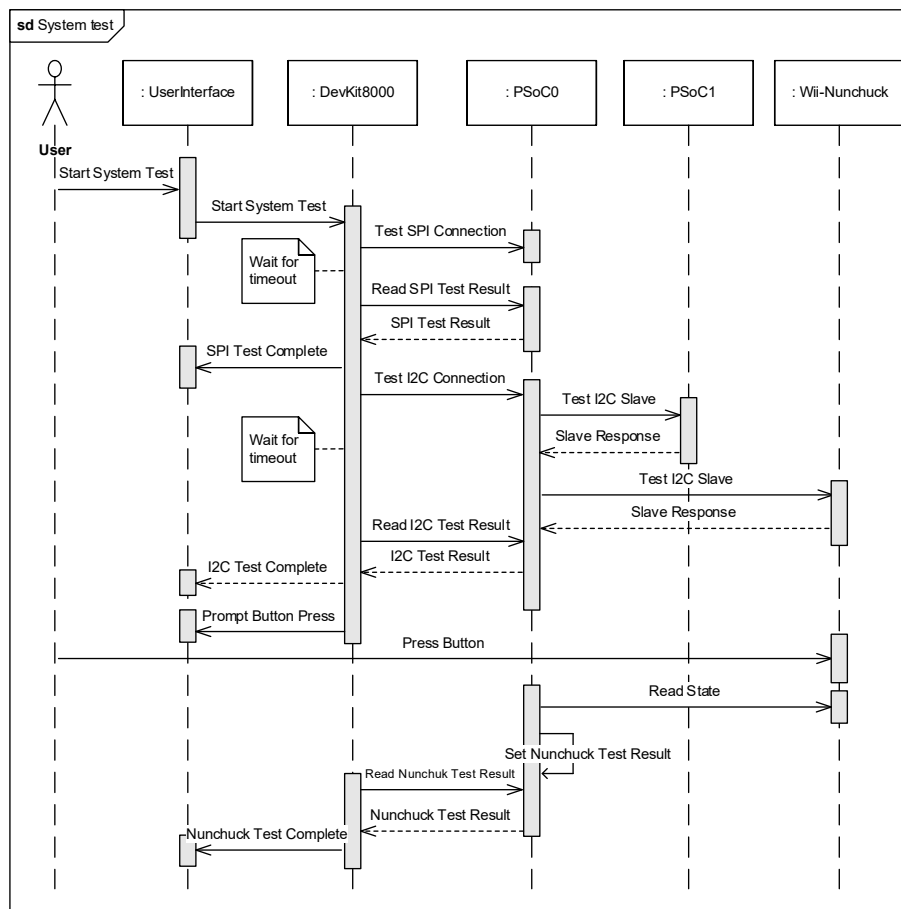 sd System test
: UserInterface
: DevKit8000
: PSoC0
: PSoC1
: Wii-Nunchuck
User
Start System Test
Start System Test
Test SPI Connection
Wait for
timeout
Read SPI Test Result
SPI Test Result
SPI Test Complete
Test I2C Connection
Test I2C Slave
Wait for
timeout
Slave Response
Test I2C Slave
Slave Response
Read I2C Test Result
I2C Test Result
I2C Test Complete
Prompt Button Press
Press Button
Read State
Set Nunchuck Test Result
Read Nunchuk Test Result
Nunchuck Test Result
Nunchuck Test Complete